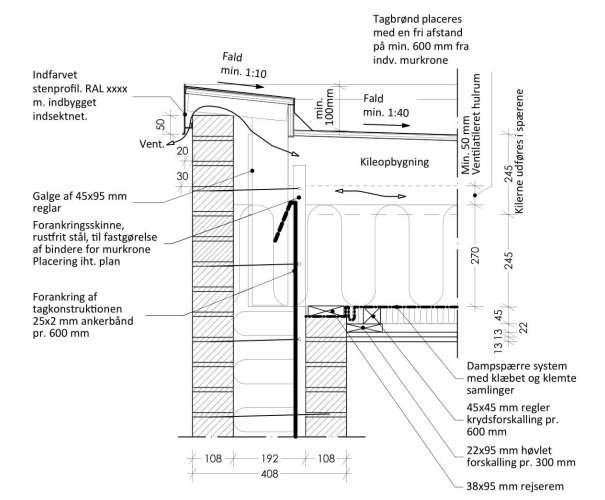 Tagbrønd placeres
med en fri afstand
på min. 600 mm fra
indv. murkrone
Fald
min. 1:10
Indfarvet
stenprofil. RAL xxxx
m. indbygget
insektnet.
min.
100mm
Fald
min. 1:40
Min. 50 mm
Ventilatileret hulrum
Kilerne udføres i spærene
50
Vent.
20
30
Kileopbygning
245
Galge af 45x95 mm
reglar
Forankringsskinne,
rustfrit stål, til fastgørelse
af bindere for murkrone
Placering iht. plan
270
245
Forankring af
tagkonstruktionen
25x2 mm ankerbånd
pr. 600 mm
45
22
13 13
Dampspærre system
med klæbet og klemte
samlinger
45x45 mm regler
krydsforskalling pr.
600 mm
22x95 mm høvlet
forskalling pr. 300 mm
38x95 mm rejserem
108 192 108
408